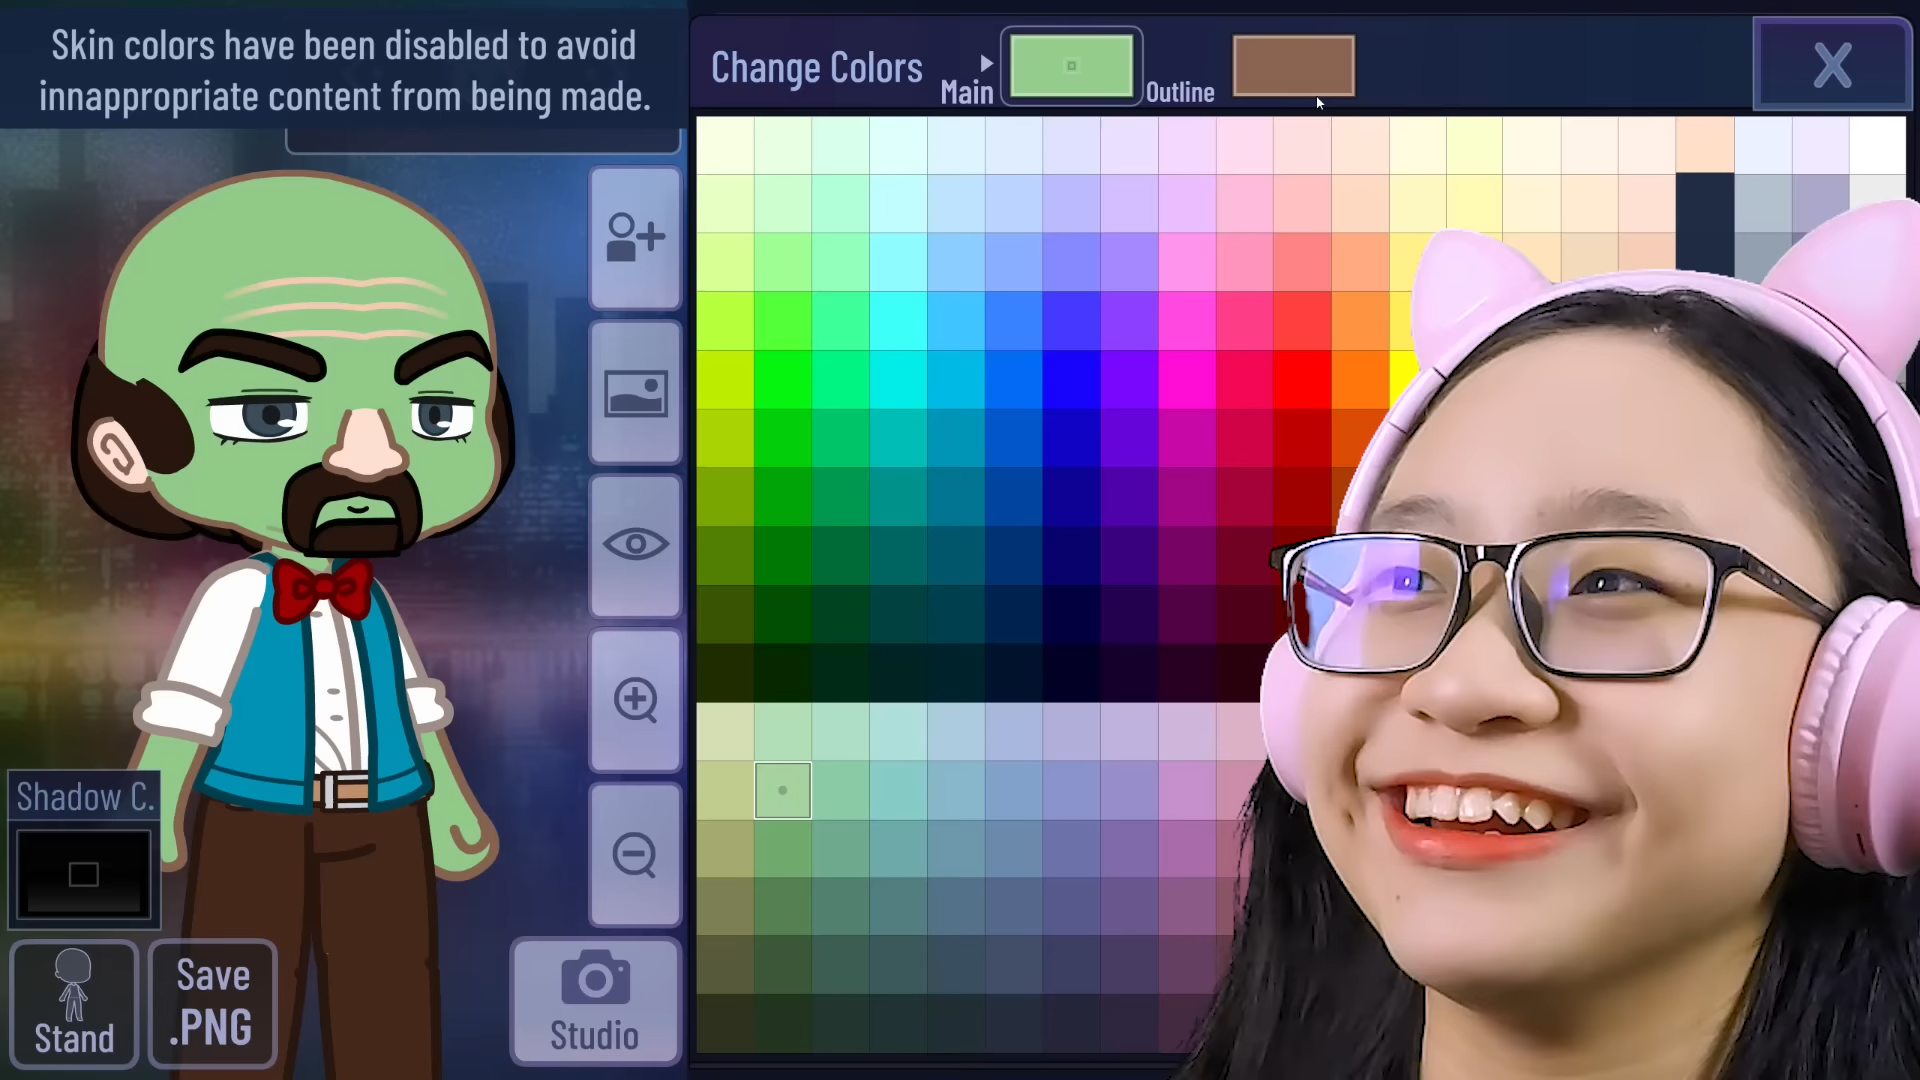 Skin colors have been disabled to avoid
innappropriate content from being made.
Change Colors
Main
Outline
X
Shadow C.
Stand
Save
.PNG
Studio